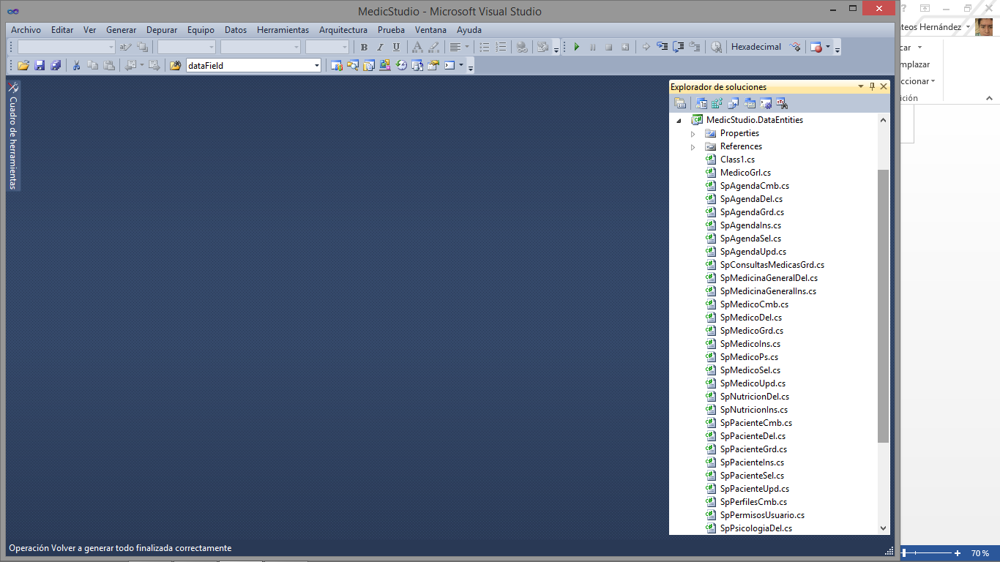 MedicStudio - Microsoft Visual Studio
Archivo Editar Ver Generar Depurar Equipo Datos Herramientas Arquitectura Prueba Ventana Ayuda
B I U Hexadecimal
dataField
Cuadro de herramientas
Explorador de soluciones
MedicStudio.DataEntities
Properties
References
Class1.cs
MedicoGrl.cs
SpAgendaCmb.cs
SpAgendaDel.cs
SpAgendaGrd.cs
SpAgendaIns.cs
SpAgendaSel.cs
SpAgendaUpd.cs
SpConsultasMedicasGrd.cs
SpMedicinaGeneralDel.cs
SpMedicinaGeneralIns.cs
SpMedicoCmb.cs
SpMedicoDel.cs
SpMedicoGrd.cs
SpMedicoIns.cs
SpMedicoPs.cs
SpMedicoSel.cs
SpMedicoUpd.cs
SpNutricionDel.cs
SpNutricionIns.cs
SpPacienteCmb.cs
SpPacienteDel.cs
SpPacienteGrd.cs
SpPacienteIns.cs
SpPacienteSel.cs
SpPacienteUpd.cs
SpPerfilesCmb.cs
SpPermisosUsuario.cs
SpPsicologiaDel.cs
Operación Volver a generar todo finalizada correctamente
teos Hernández
car
mplazar
ccionar
ición
70 %